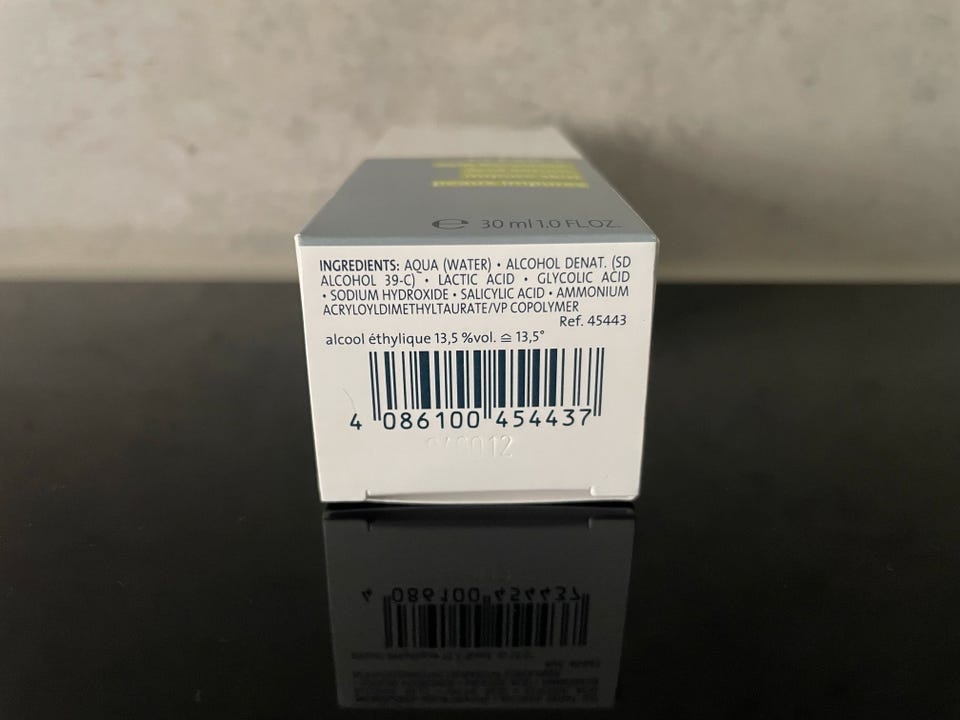 ℮ 30 ml 1.0 FL.OZ.
INGREDIENTS: AQUA (WATER) • ALCOHOL DENAT. (SD
ALCOHOL 39-C) • LACTIC ACID • GLYCOLIC ACID
• SODIUM HYDROXIDE • SALICYLIC ACID • AMMONIUM
ACRYLOYLDIMETHYLTAURATE/VP COPOLYMER
Ref. 45443
alcool éthylique 13,5 %vol. ≘ 13,5°
4 086100 454437